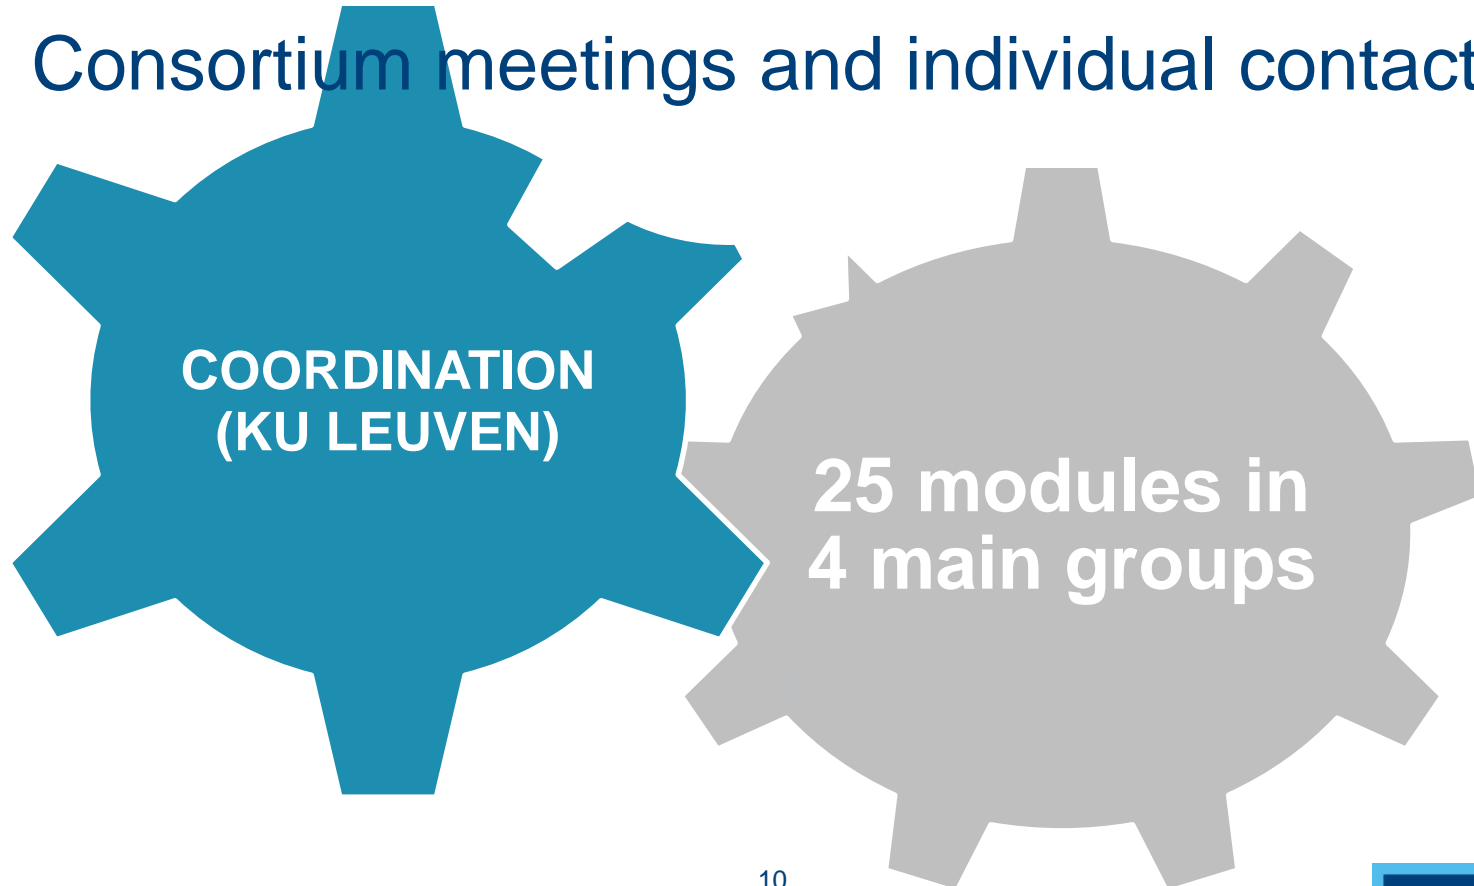 Consortium meetings and individual contact
COORDINATION
(KU LEUVEN)
25 modules in
4 main groups
10